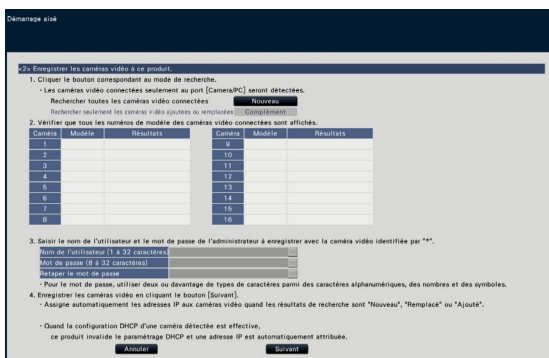 Démarrage aisé
<2> Enregistrer les caméras vidéo à ce produit.
1. Cliquer le bouton correspondant au mode de recherche.
・Les caméras vidéo connectées seulement au port [Camera/PC] seront détectées.
Rechercher toutes les caméras vidéo connectées Nouveau
Rechercher seulement les caméras vidéo ajoutées ou remplacées Complément
2. Vérifier que tous les numéros de modèle des caméras vidéo connectées sont affichés.
Caméra Modèle Résultats Caméra Modèle Résultats
1 9
2 10
3 11
4 12
5 13
6 14
7 15
8 16
3. Saisir le nom de l'utilisateur et le mot de passe de l'administrateur à enregistrer avec la caméra vidéo identifiée par "*".
Nom de l'utilisateur (1 à 32 caractères)
Mot de passe (8 à 32 caractères)
Retaper le mot de passe
・Pour le mot de passe, utiliser deux ou davantage de types de caractères parmi des caractères alphanumériques, des nombres et des symboles.
4. Enregistrer les caméras vidéo en cliquant le bouton [Suivant].
・Assigne automatiquement les adresses IP aux caméras vidéo quand les résultats de recherche sont "Nouveau", "Remplacé" ou "Ajouté".
・Quand la configuration DHCP d'une caméra détectée est effective,
ce produit invalide le paramétrage DHCP et une adresse IP est automatiquement attribuée.
Annuler Suivant